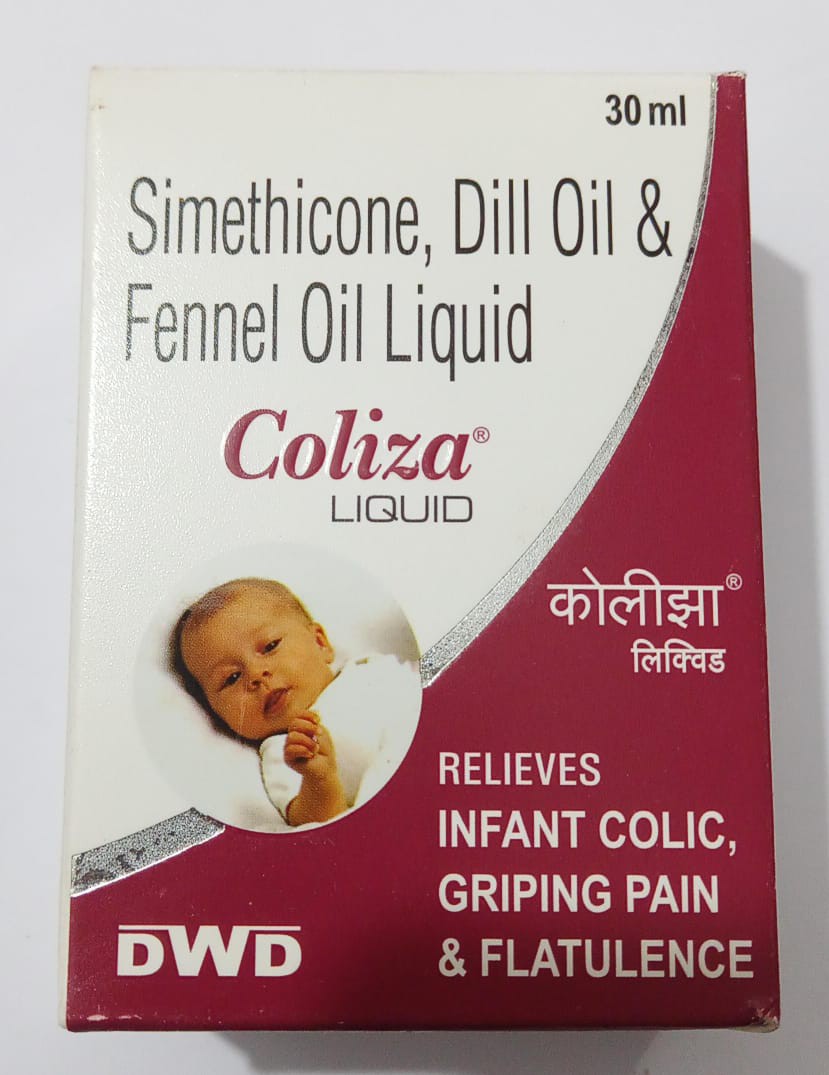 30 ml
Simethicone, Dill Oil &
Fennel Oil Liquid
Coliza®
LIQUID
कोलीझा®
लिक्विड
RELIEVES
INFANT COLIC,
GRIPING PAIN
& FLATULENCE
DWD